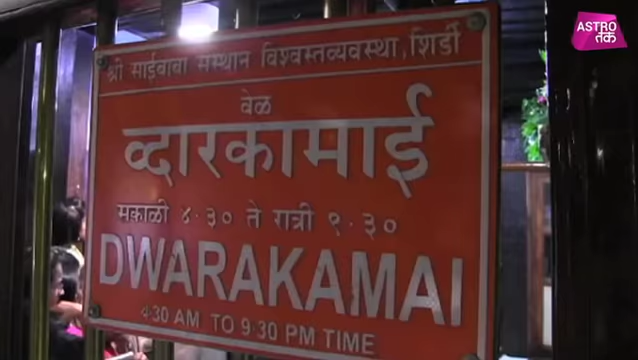 श्री साईबाबा संस्थान विश्वस्तव्यवस्था, शिर्डी
वेळ
व्दारकामाई
सकाळी ४.३० ते रात्री ९.३०
DWARAKAMAI
4.30 AM TO 9.30 PM TIME
ASTRO
तक